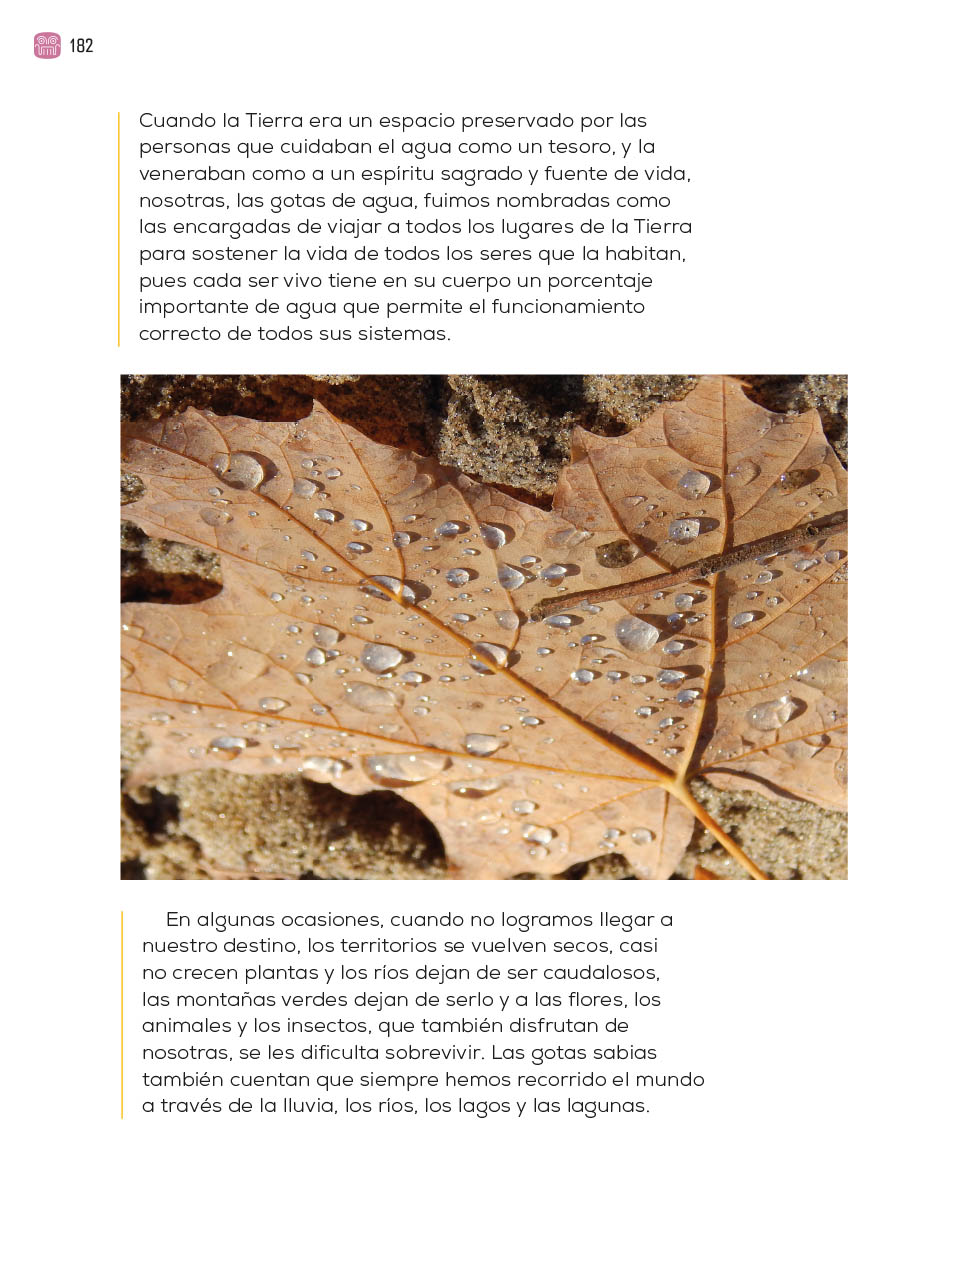 182
Cuando la Tierra era un espacio preservado por las
personas que cuidaban el agua como un tesoro, y la
veneraban como a un espíritu sagrado y fuente de vida,
nosotras, las gotas de agua, fuimos nombradas como
las encargadas de viajar a todos los lugares de la Tierra
para sostener la vida de todos los seres que la habitan,
pues cada ser vivo tiene en su cuerpo un porcentaje
importante de agua que permite el funcionamiento
correcto de todos sus sistemas.
En algunas ocasiones, cuando no logramos llegar a
nuestro destino, los territorios se vuelven secos, casi
no crecen plantas y los ríos dejan de ser caudalosos,
las montañas verdes dejan de serlo y a las flores, los
animales y los insectos, que también disfrutan de
nosotras, se les dificulta sobrevivir. Las gotas sabias
también cuentan que siempre hemos recorrido el mundo
a través de la lluvia, los ríos, los lagos y las lagunas.